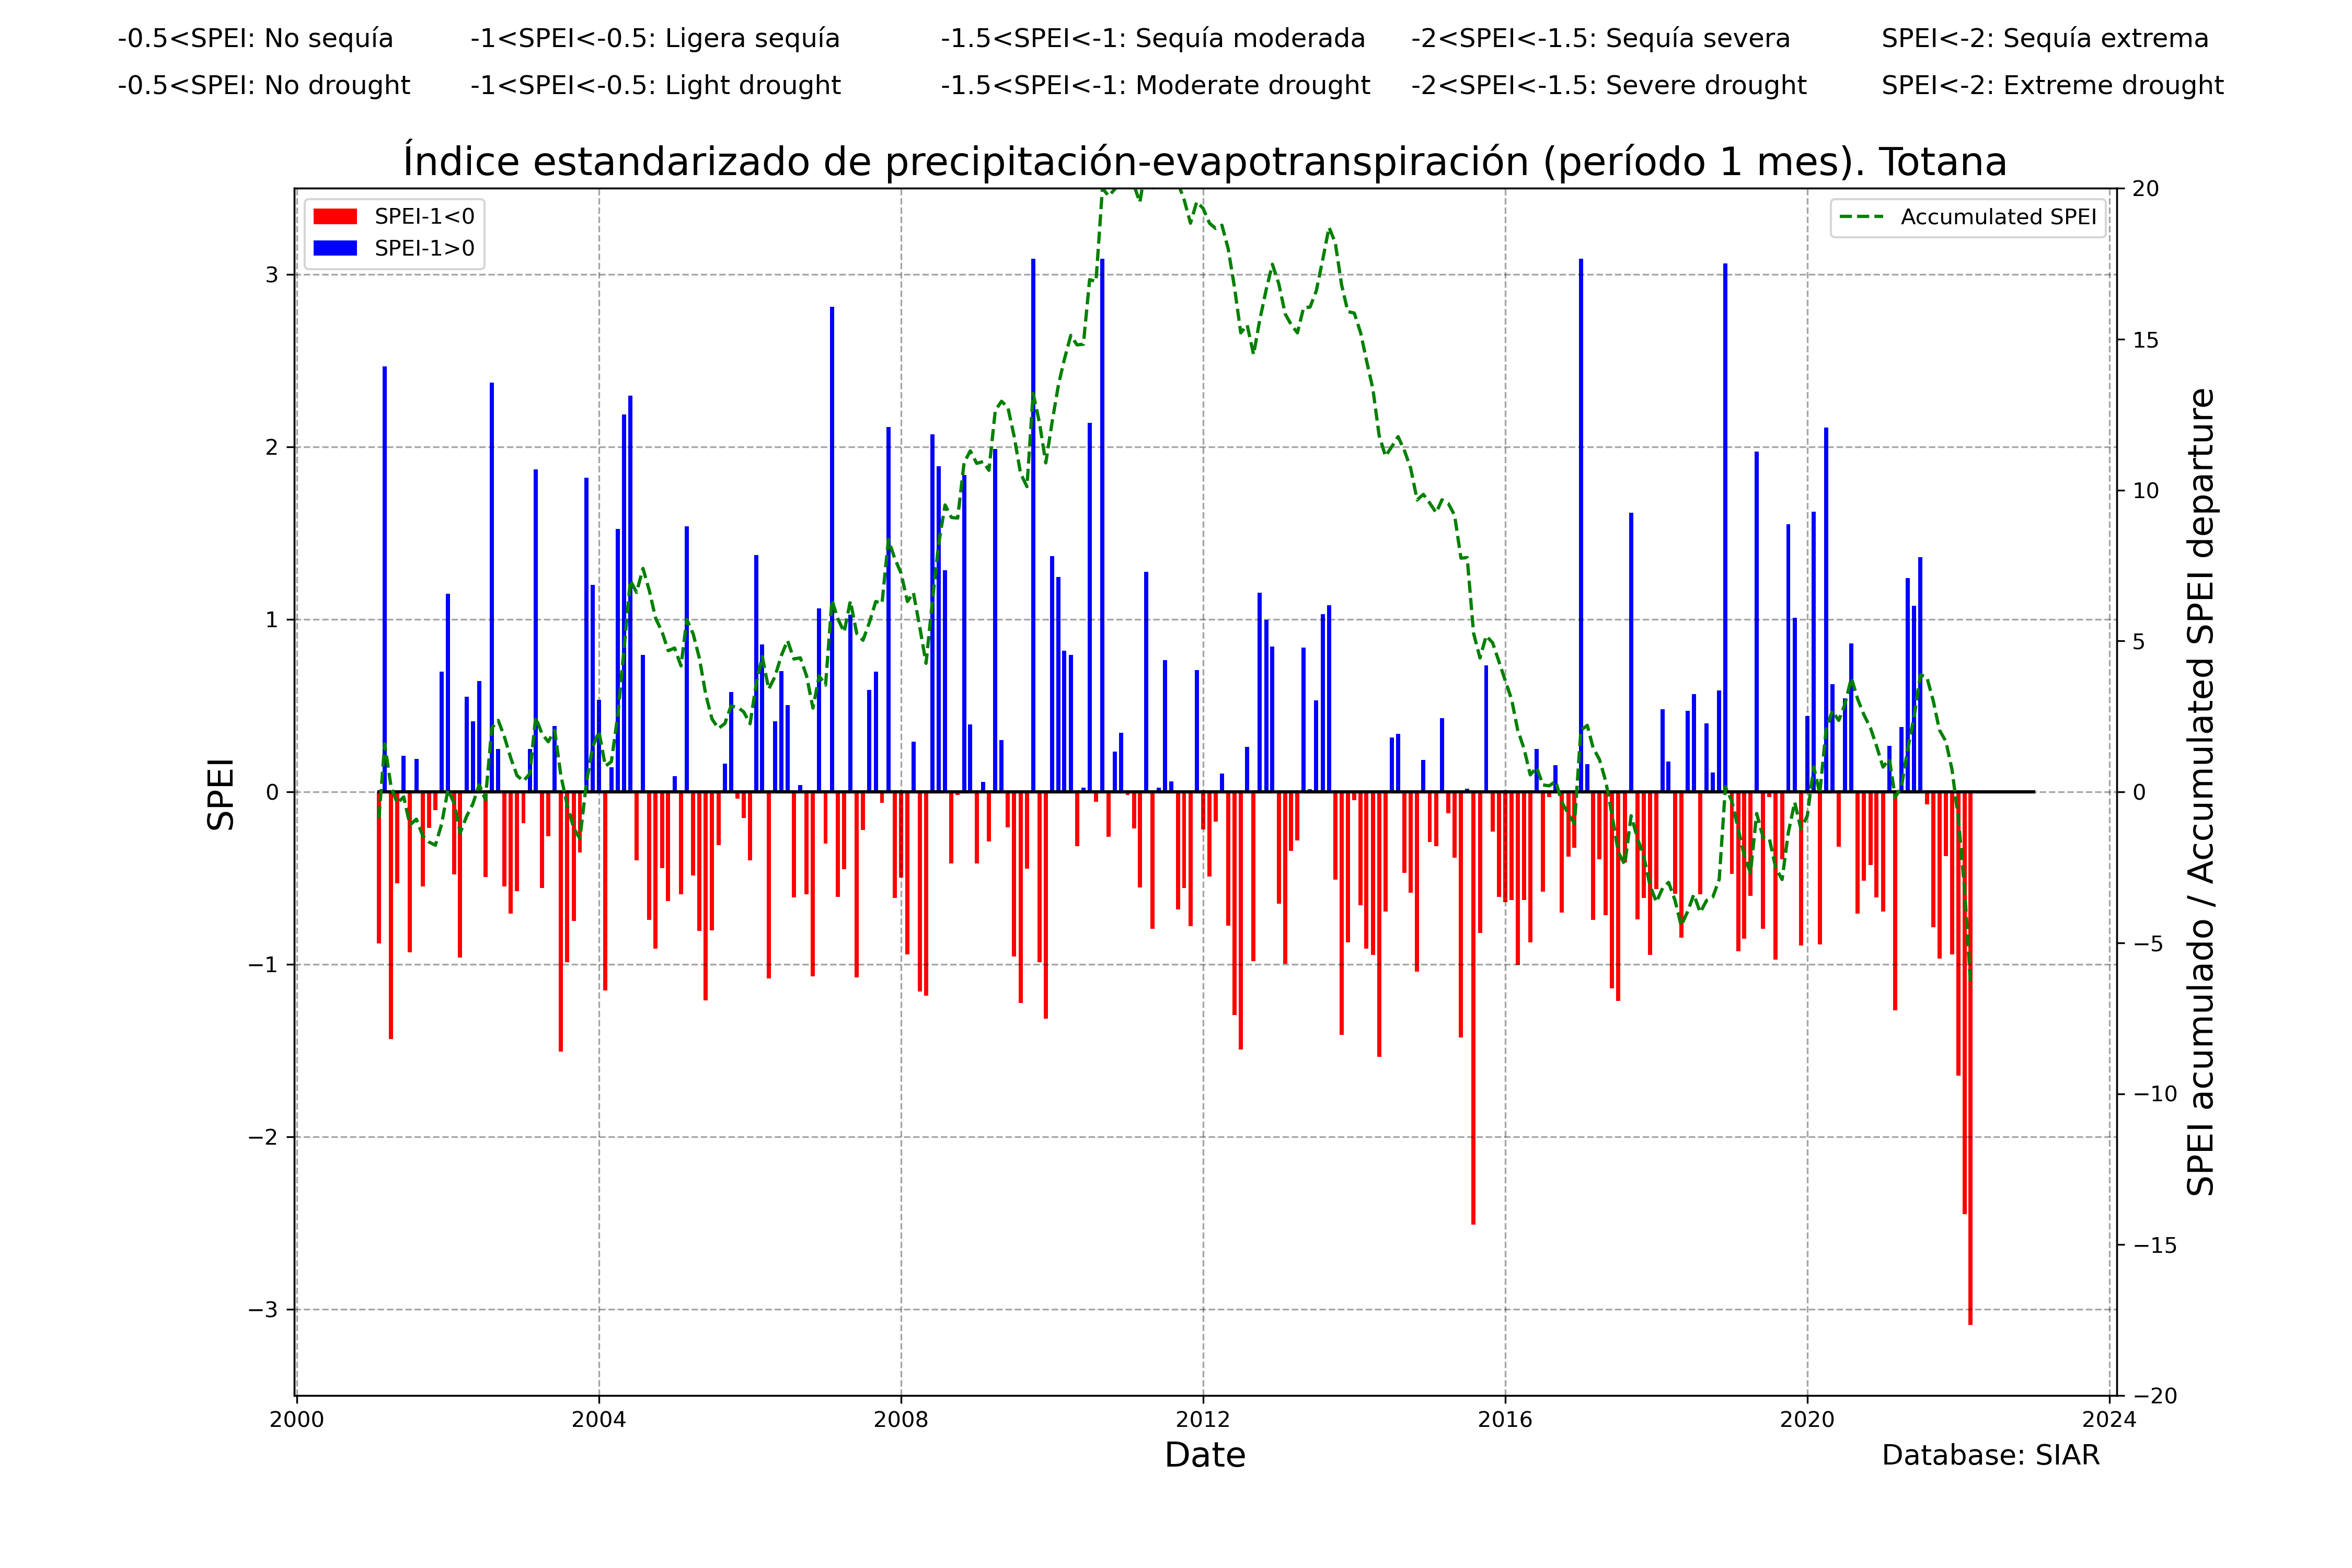 -0.5<SPEI: No sequía -1<SPEI<-0.5: Ligera sequía -1.5<SPEI<-1: Sequía moderada -2<SPEI<-1.5: Sequía severa SPEI<-2: Sequía extrema
-0.5<SPEI: No drought -1<SPEI<-0.5: Light drought -1.5<SPEI<-1: Moderate drought -2<SPEI<-1.5: Severe drought SPEI<-2: Extreme drought
Índice estandarizado de precipitación-evapotranspiración (período 1 mes). Totana
SPEI-1<0
SPEI-1>0
Accumulated SPEI
SPEI
3
2
1
0
−1
−2
−3
20
15
10
5
0
−5
−10
−15
−20
SPEI acumulado / Accumulated SPEI departure
2000 2004 2008 2012 2016 2020 2024
Date
Database: SIAR